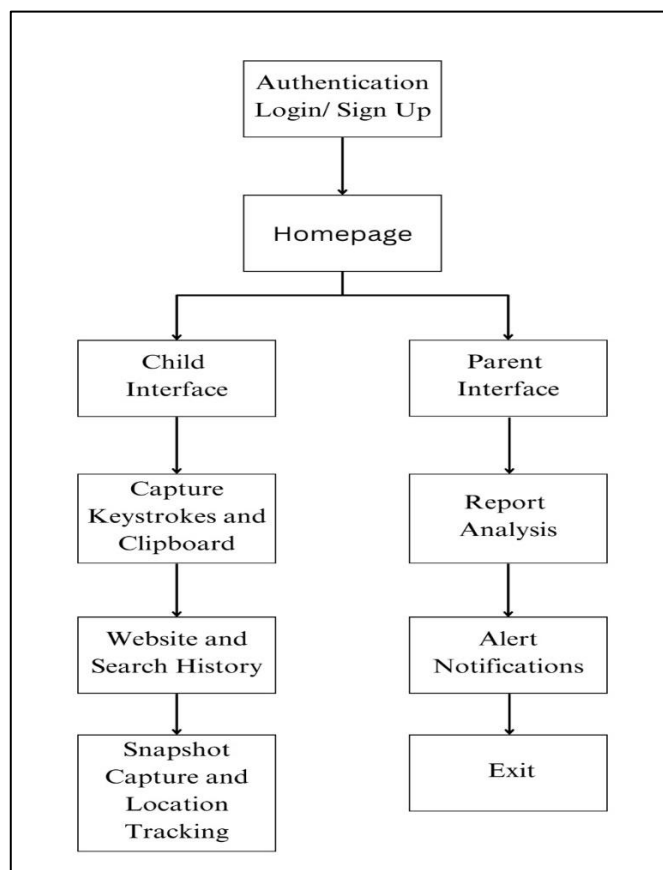 Authentication
Login/ Sign Up
Homepage
Child
Interface
Parent
Interface
Capture
Keystrokes and
Clipboard
Report
Analysis
Website and
Search History
Alert
Notifications
Snapshot
Capture and
Location
Tracking
Exit